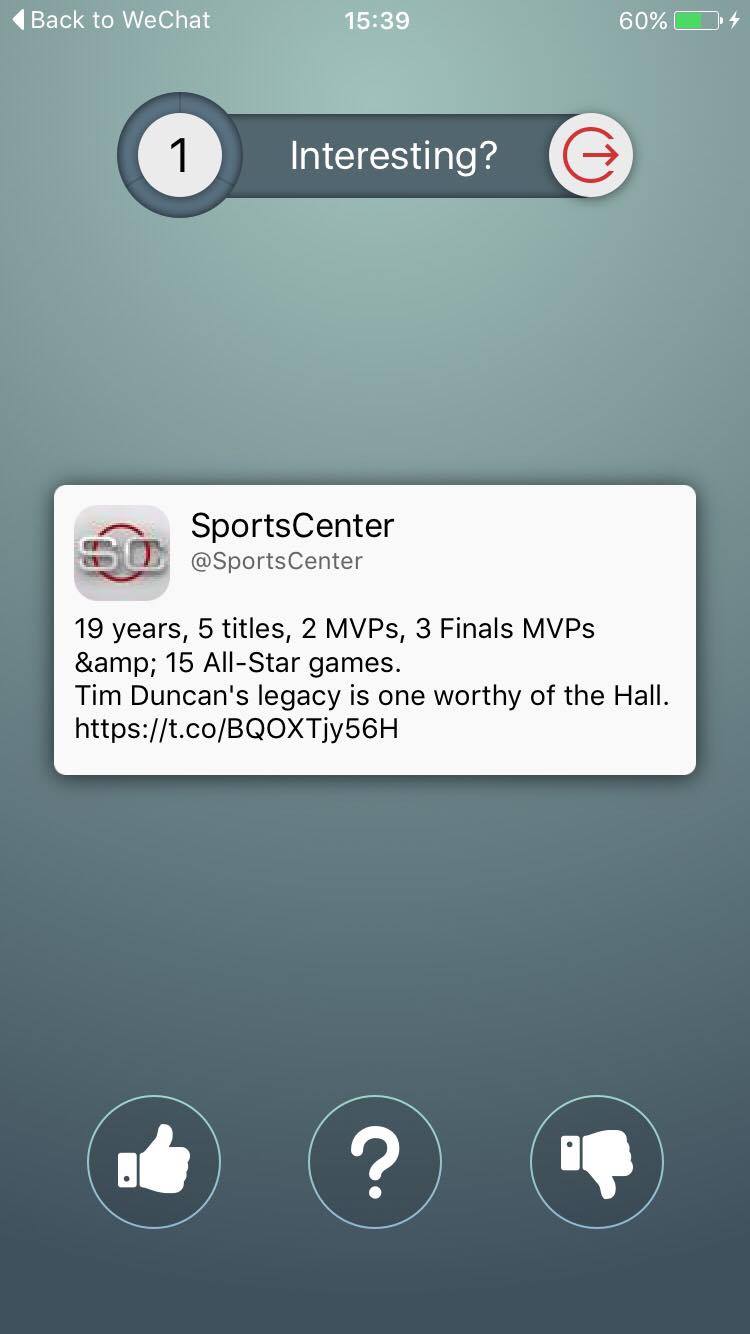 Back to WeChat 15:39 60%
1 Interesting?
SC
SportsCenter
@SportsCenter
19 years, 5 titles, 2 MVPs, 3 Finals MVPs
&amp;amp; 15 All-Star games.
Tim Duncan's legacy is one worthy of the Hall.
https://t.co/BQOXTjy56H
?